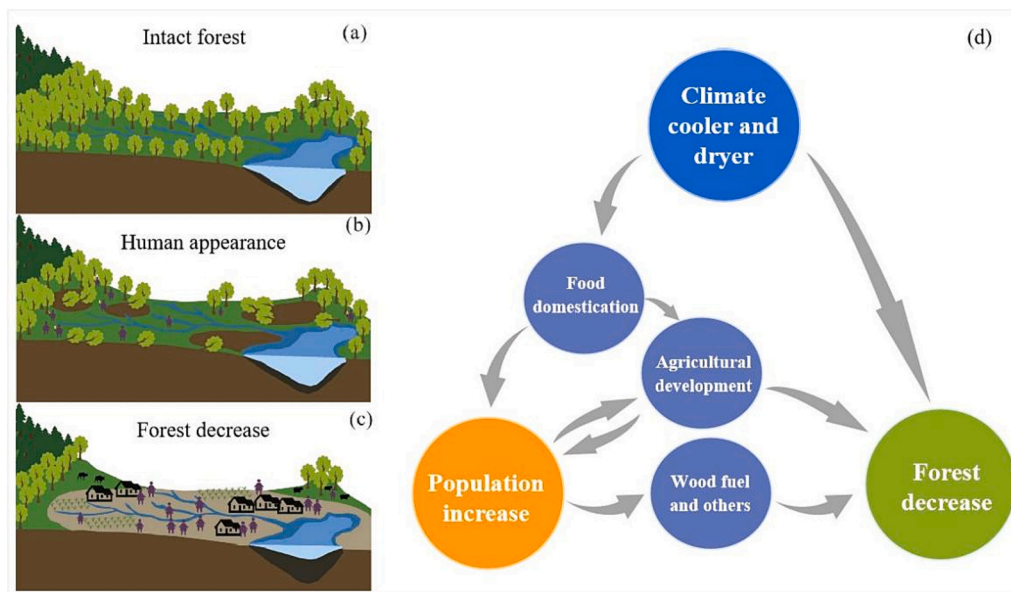 Intact forest
(a)
Human appearance
(b)
Forest decrease
(c)
(d)
Climate
cooler and
dryer
Food
domestication
Agricultural
development
Population
increase
Wood fuel
and others
Forest
decrease